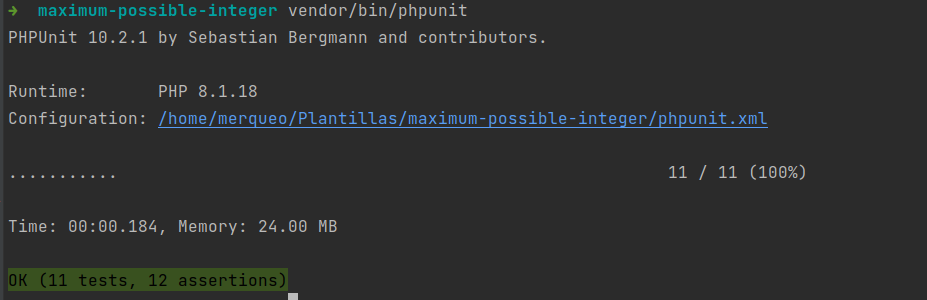 ➜ maximum-possible-integer vendor/bin/phpunit
PHPUnit 10.2.1 by Sebastian Bergmann and contributors.
Runtime: PHP 8.1.18
Configuration: /home/merqueo/Plantillas/maximum-possible-integer/phpunit.xml
........... 11 / 11 (100%)
Time: 00:00.184, Memory: 24.00 MB
OK (11 tests, 12 assertions)